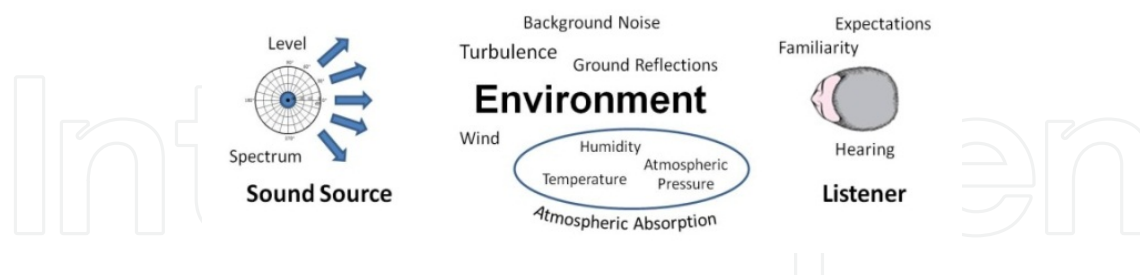 Level
Spectrum
Sound Source
Background Noise
Turbulence
Ground Reflections
Environment
Wind
Humidity
Temperature
Atmospheric
Pressure
Atmospheric Absorption
Expectations
Familiarity
Hearing
Listener